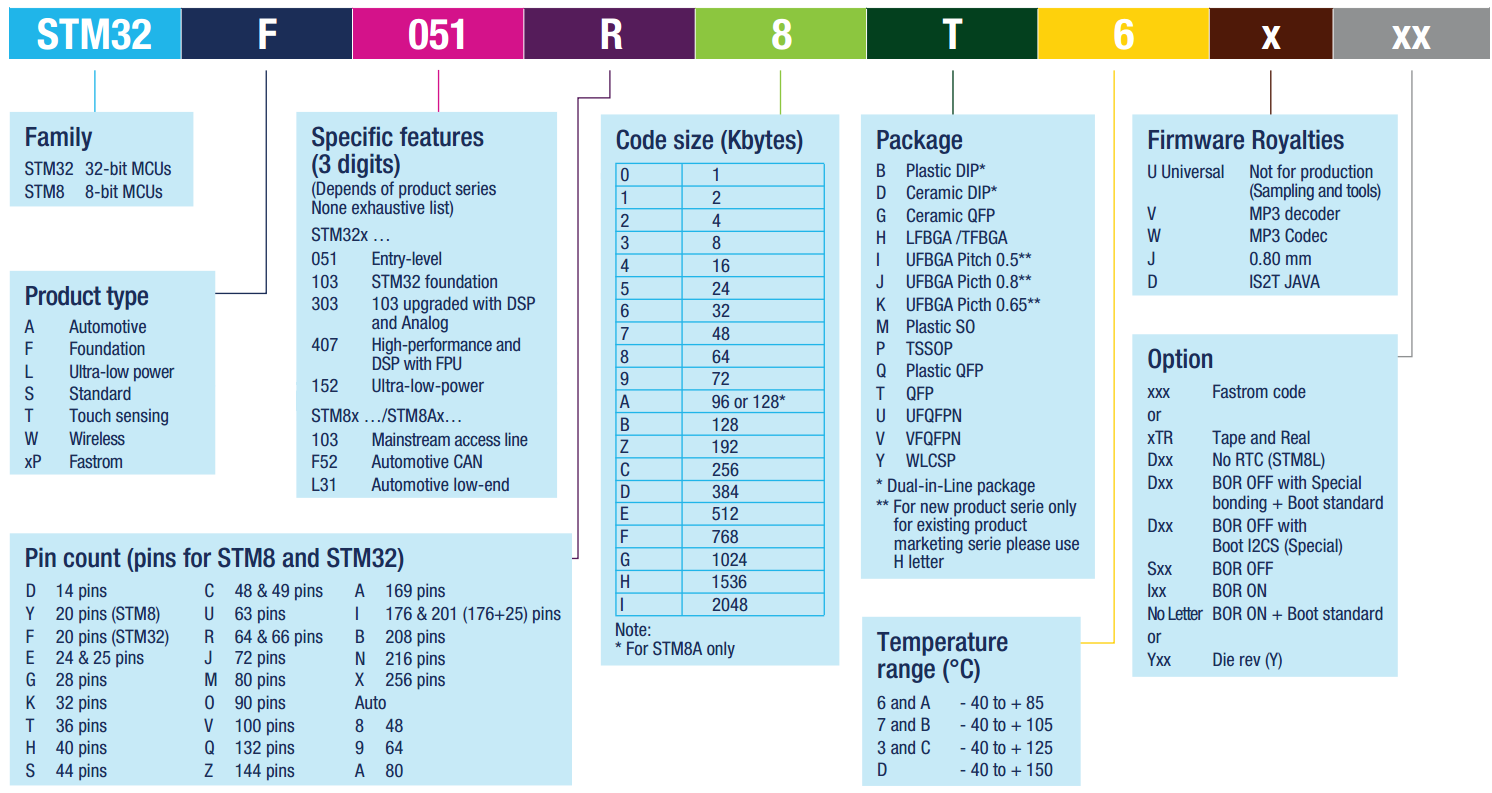 STM32 F 051 R 8 T 6 x xx
Family
STM32 32-bit MCUs
STM8 8-bit MCUs
Product type
A Automotive
F Foundation
L Ultra-low power
S Standard
T Touch sensing
W Wireless
xP Fastrom
Specific features
(3 digits)
(Depends of product series
None exhaustive list)
STM32x ...
051 Entry-level
103 STM32 foundation
303 103 upgraded with DSP
and Analog
407 High-performance and
DSP with FPU
152 Ultra-low-power
STM8x .../STM8Ax...
103 Mainstream access line
F52 Automotive CAN
L31 Automotive low-end
Pin count (pins for STM8 and STM32)
D 14 pins C 48 & 49 pins A 169 pins
Y 20 pins (STM8) U 63 pins I 176 & 201 (176+25) pins
F 20 pins (STM32) R 64 & 66 pins B 208 pins
E 24 & 25 pins J 72 pins N 216 pins
G 28 pins M 80 pins X 256 pins
K 32 pins O 90 pins Auto
T 36 pins V 100 pins 8 48
H 40 pins Q 132 pins 9 64
S 44 pins Z 144 pins A 80
Code size (Kbytes)
0 1
1 2
2 4
3 8
4 16
5 24
6 32
7 48
8 64
9 72
A 96 or 128*
B 128
Z 192
C 256
D 384
E 512
F 768
G 1024
H 1536
I 2048
Note:
* For STM8A only
Package
B Plastic DIP*
D Ceramic DIP*
G Ceramic QFP
H LFBGA /TFBGA
I UFBGA Pitch 0.5**
J UFBGA Picth 0.8**
K UFBGA Picth 0.65**
M Plastic SO
P TSSOP
Q Plastic QFP
T QFP
U UFQFPN
V VFQFPN
Y WLCSP
* Dual-in-Line package
** For new product serie only
for existing product
marketing serie please use
H letter
Temperature
range (°C)
6 and A - 40 to + 85
7 and B - 40 to + 105
3 and C - 40 to + 125
D - 40 to + 150
Firmware Royalties
U Universal Not for production
(Sampling and tools)
V MP3 decoder
W MP3 Codec
J 0.80 mm
D IS2T JAVA
Option
xxx Fastrom code
or
xTR Tape and Real
Dxx No RTC (STM8L)
Dxx BOR OFF with Special
bonding + Boot standard
Dxx BOR OFF with
Boot I2CS (Special)
Sxx BOR OFF
Ixx BOR ON
No Letter BOR ON + Boot standard
or
Yxx Die rev (Y)